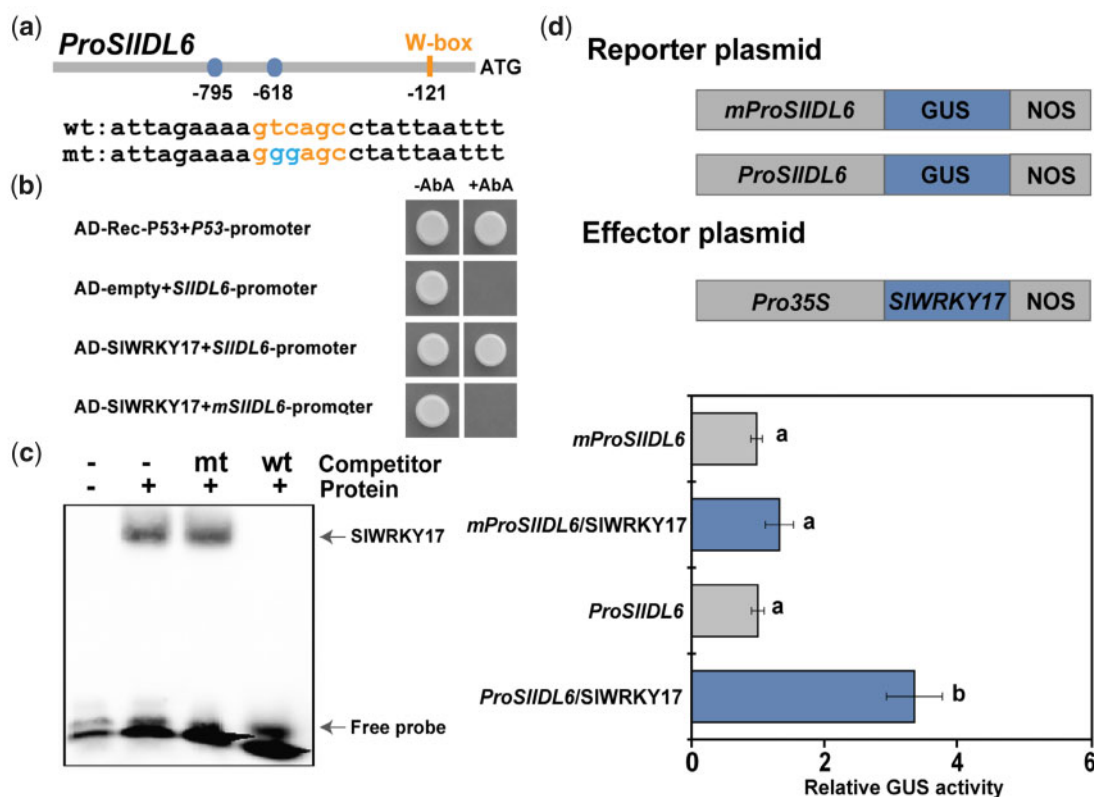 (a)
ProSlIDL6
W-box
ATG
-795
-618
-121
wt:attagaaaagtcagcctattaattt
mt:attagaaaagggagcctattaattt
(b)
-AbA +AbA
AD-Rec-P53+P53-promoter
AD-empty+SlIDL6-promoter
AD-SlWRKY17+SlIDL6-promoter
AD-SlWRKY17+mSlIDL6-promoter
(c)
- - mt wt Competitor
- + + + Protein
SlWRKY17
Free probe
(d)
Reporter plasmid
mProSlIDL6 GUS NOS
ProSlIDL6 GUS NOS
Effector plasmid
Pro35S SlWRKY17 NOS
mProSlIDL6 a
mProSlIDL6/SlWRKY17 a
ProSlIDL6 a
ProSlIDL6/SlWRKY17 b
0 2 4 6
Relative GUS activity